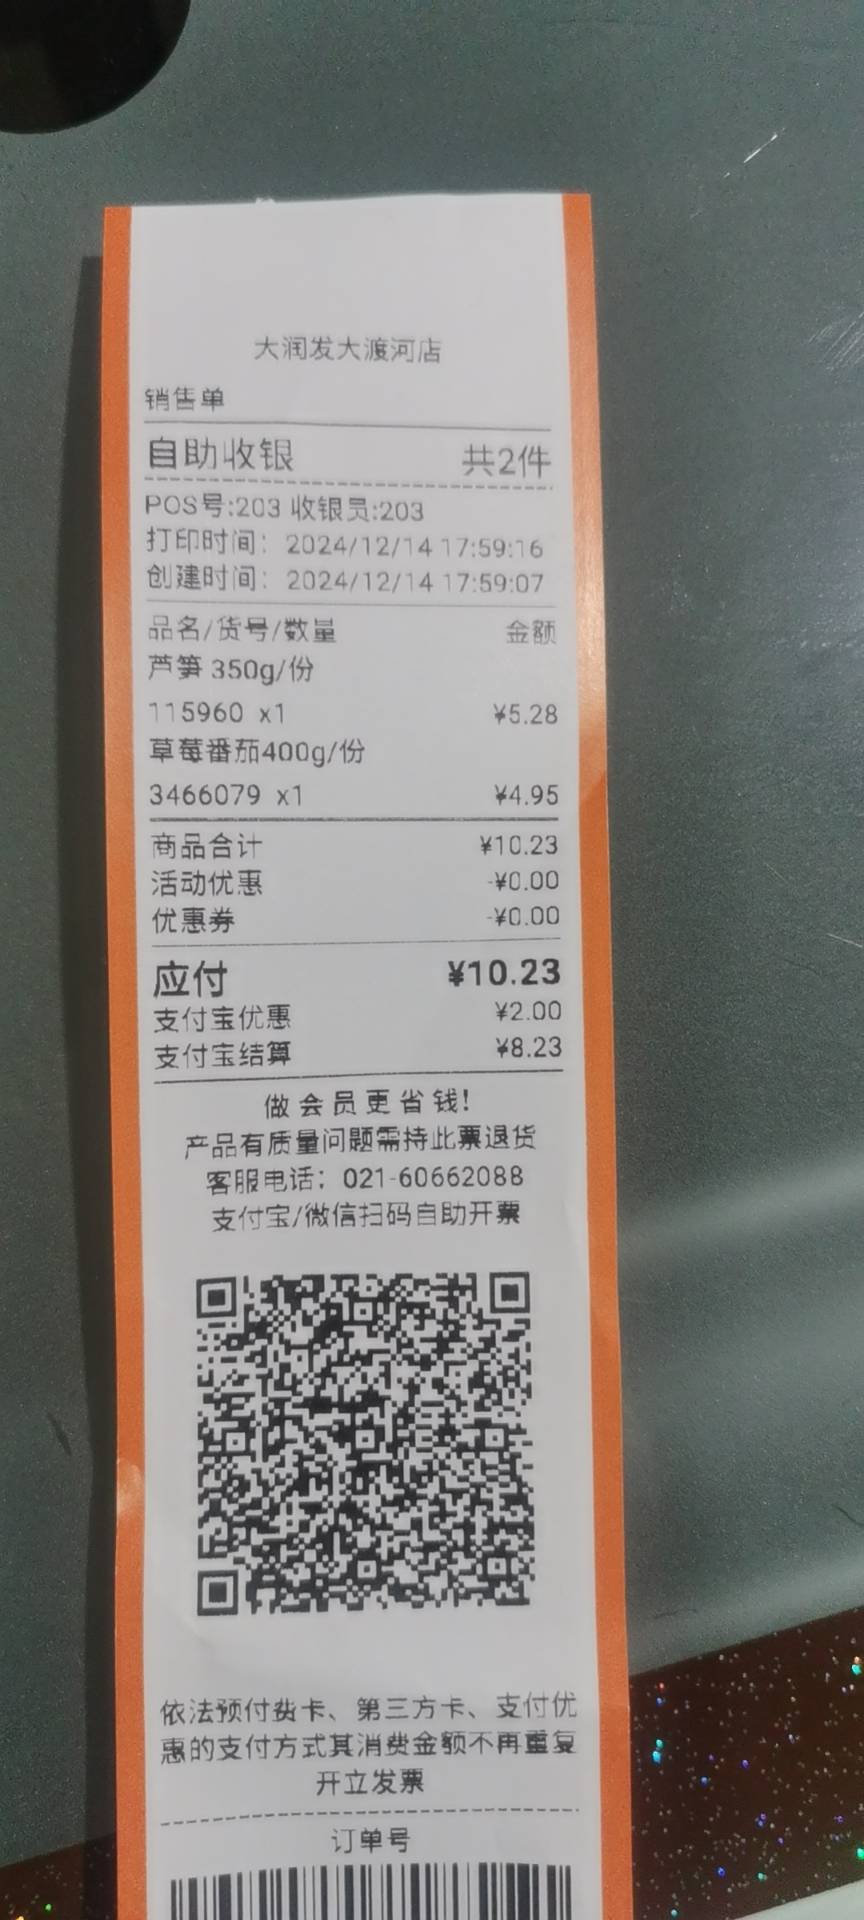 大润发大渡河店
销售单
自助收银 共2件
POS号:203 收银员:203
打印时间：2024/12/14 17:59:16
创建时间：2024/12/14 17:59:07
品名/货号/数量 金额
芦笋 350g/份
115960 x1 ¥5.28
草莓番茄400g/份
3466079 x1 ¥4.95
商品合计 ¥10.23
活动优惠 -¥0.00
优惠券 -¥0.00
应付 ¥10.23
支付宝优惠 ¥2.00
支付宝结算 ¥8.23
做会员更省钱!
产品有质量问题需持此票退货
客服电话：021-60662088
支付宝/微信扫码自助开票
依法预付费卡、第三方卡、支付优
惠的支付方式其消费金额不再重复
开立发票
订单号